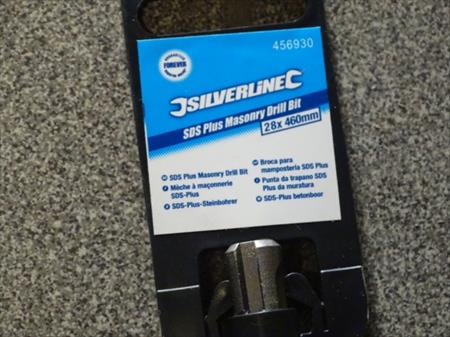 456930
FOREVER
SILVERLINE
SDS Plus Masonry Drill Bit
28 x 460mm
SDS Plus Masonry Drill Bit
Mèche à maçonnerie
SDS-Plus
SDS-Plus-Steinbohrer
Broca para
mampostería SDS Plus
Punta da trapano SDS
Plus da muratura
SDS-Plus betonboor